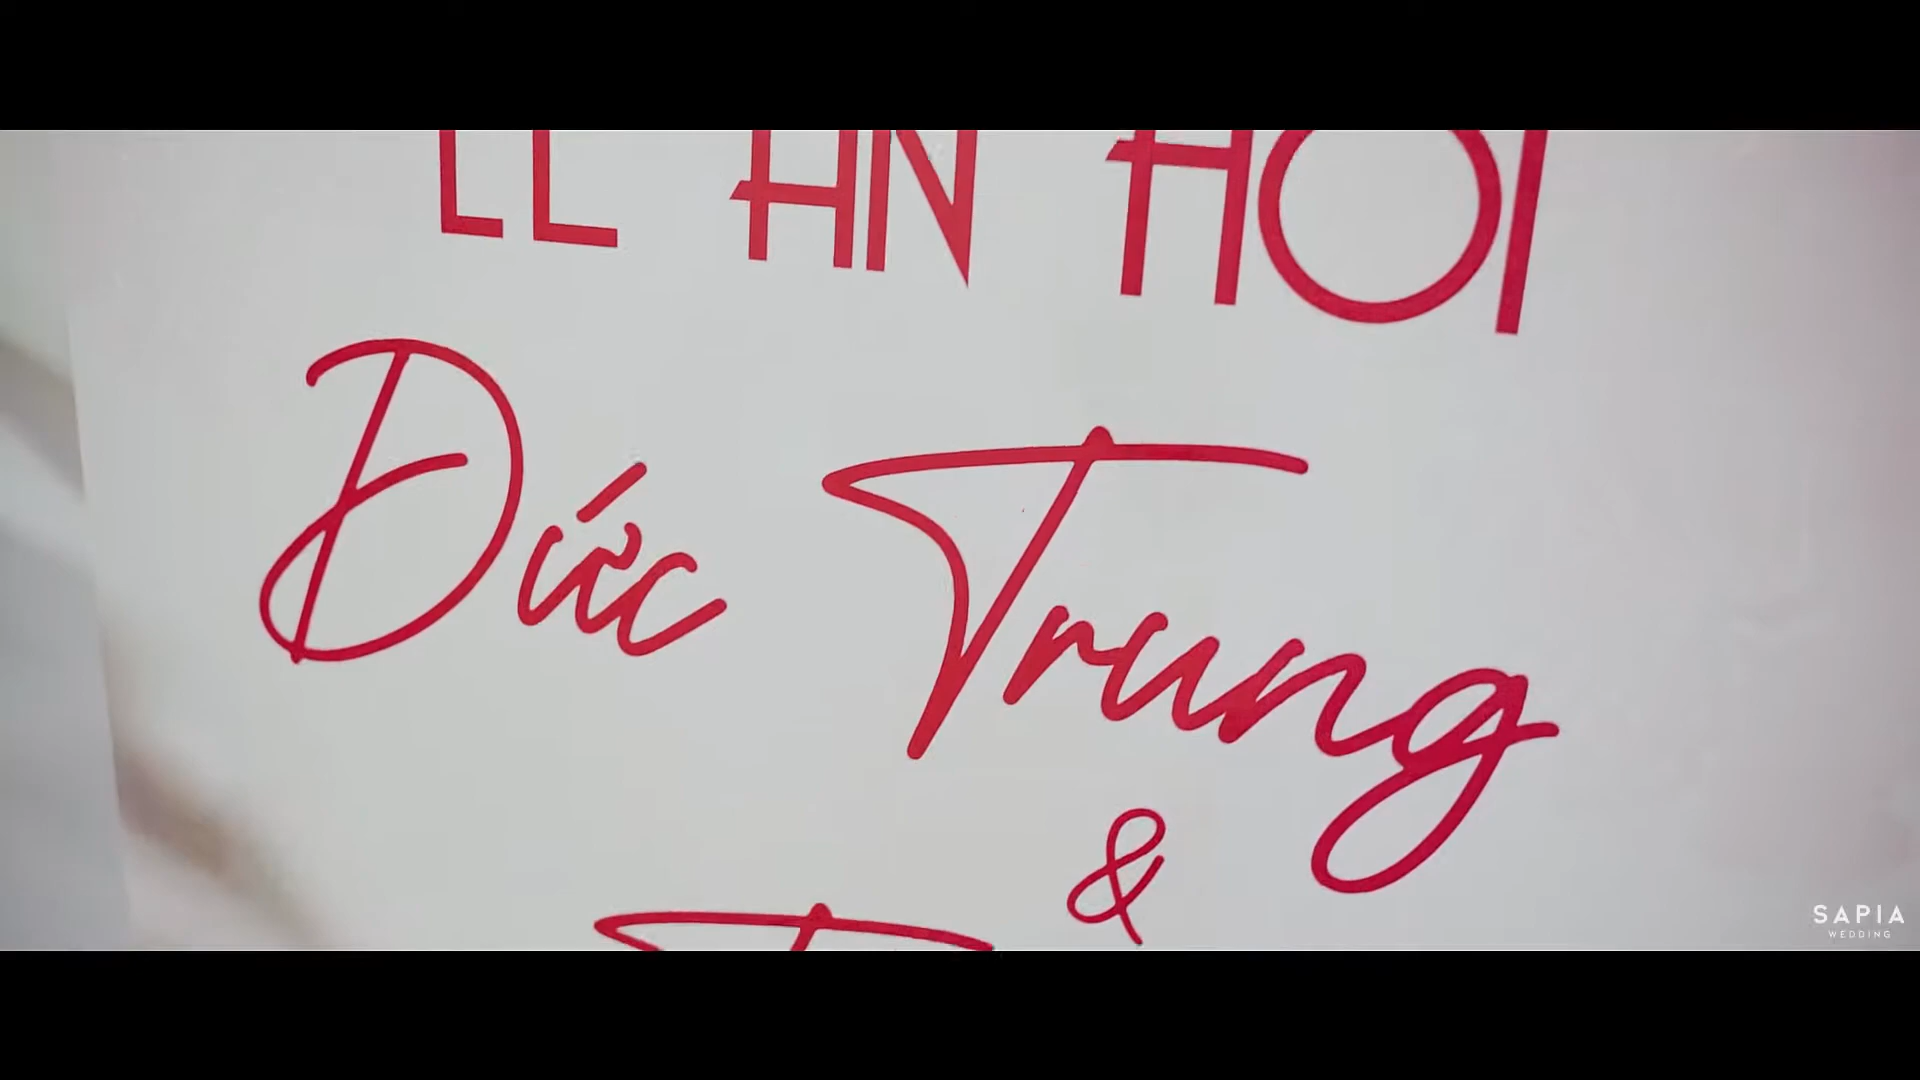 LỄ ĂN HỎI
Đức Trung
&
SAPIA
WEDDING